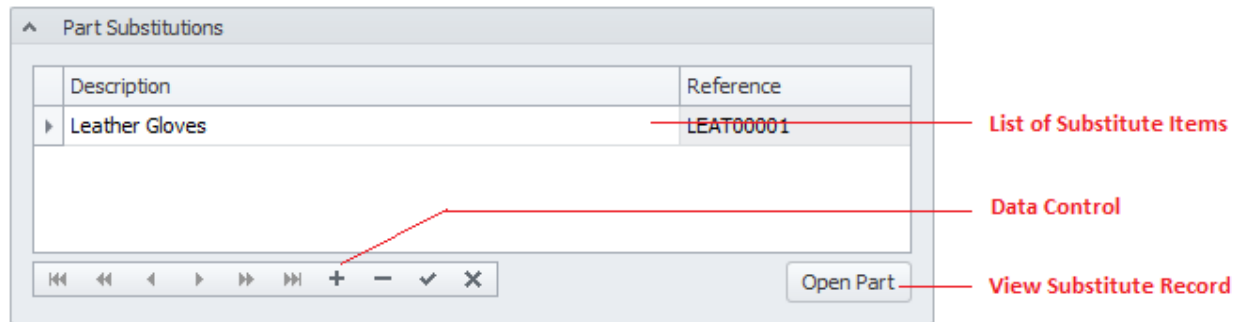 Part Substitutions
Description Reference
Leather Gloves LEAT00001
List of Substitute Items
Data Control
Open Part
View Substitute Record